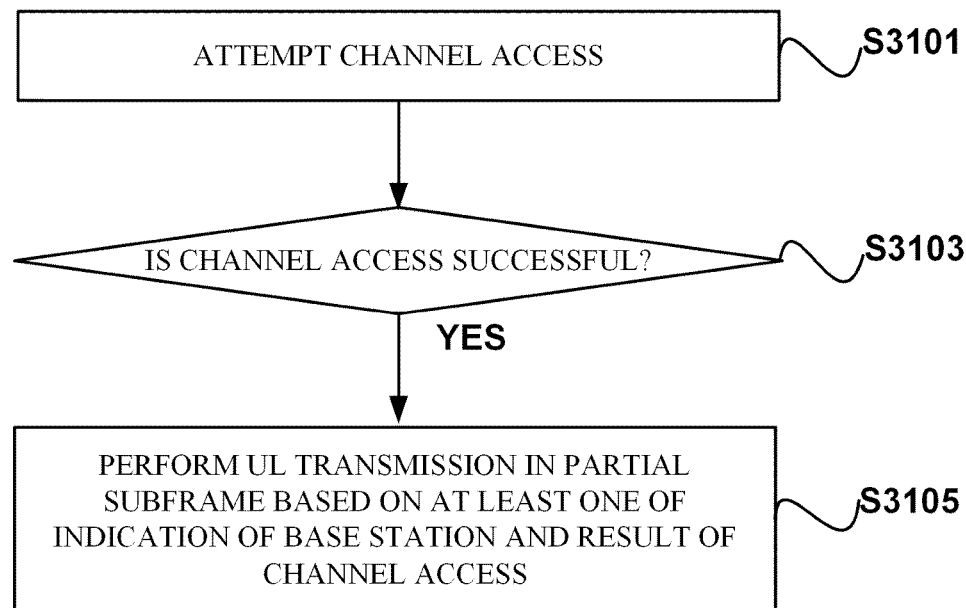 ATTEMPT CHANNEL ACCESS
S3101
IS CHANNEL ACCESS SUCCESSFUL?
S3103
YES
PERFORM UL TRANSMISSION IN PARTIAL
SUBFRAME BASED ON AT LEAST ONE OF
INDICATION OF BASE STATION AND RESULT OF
CHANNEL ACCESS
S3105